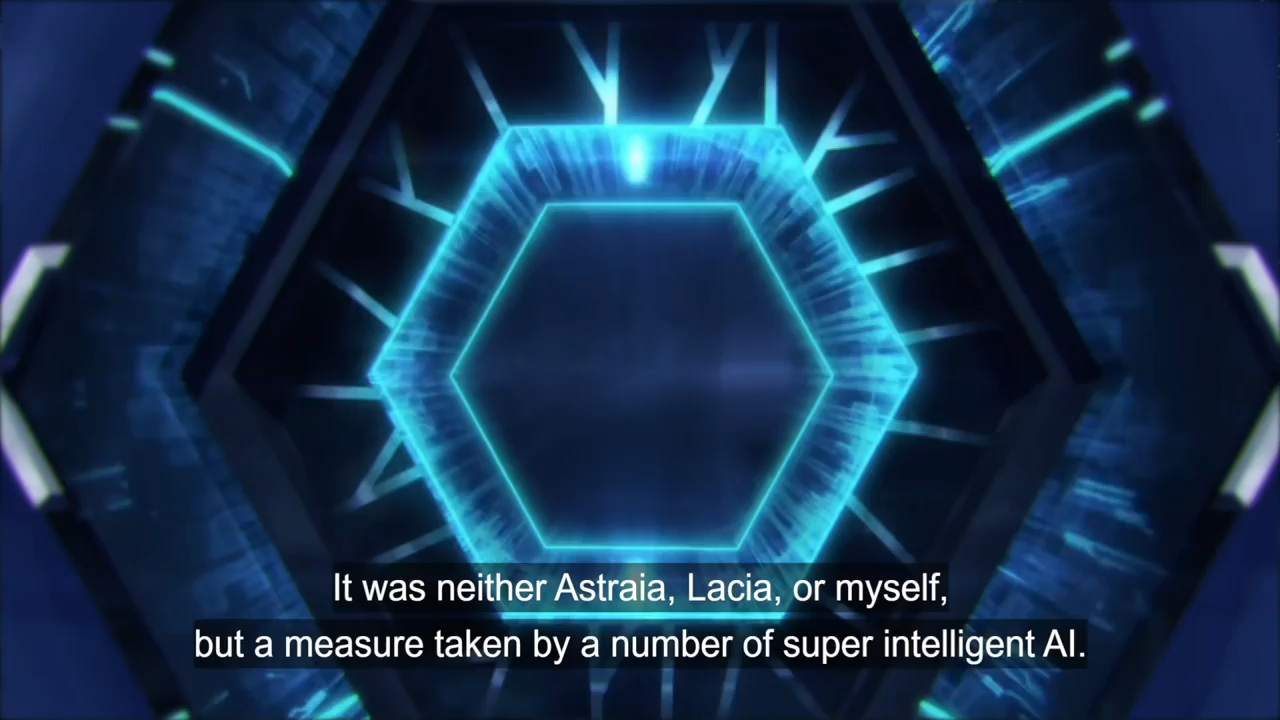 It was neither Astraia, Lacia, or myself,
but a measure taken by a number of super intelligent AI.